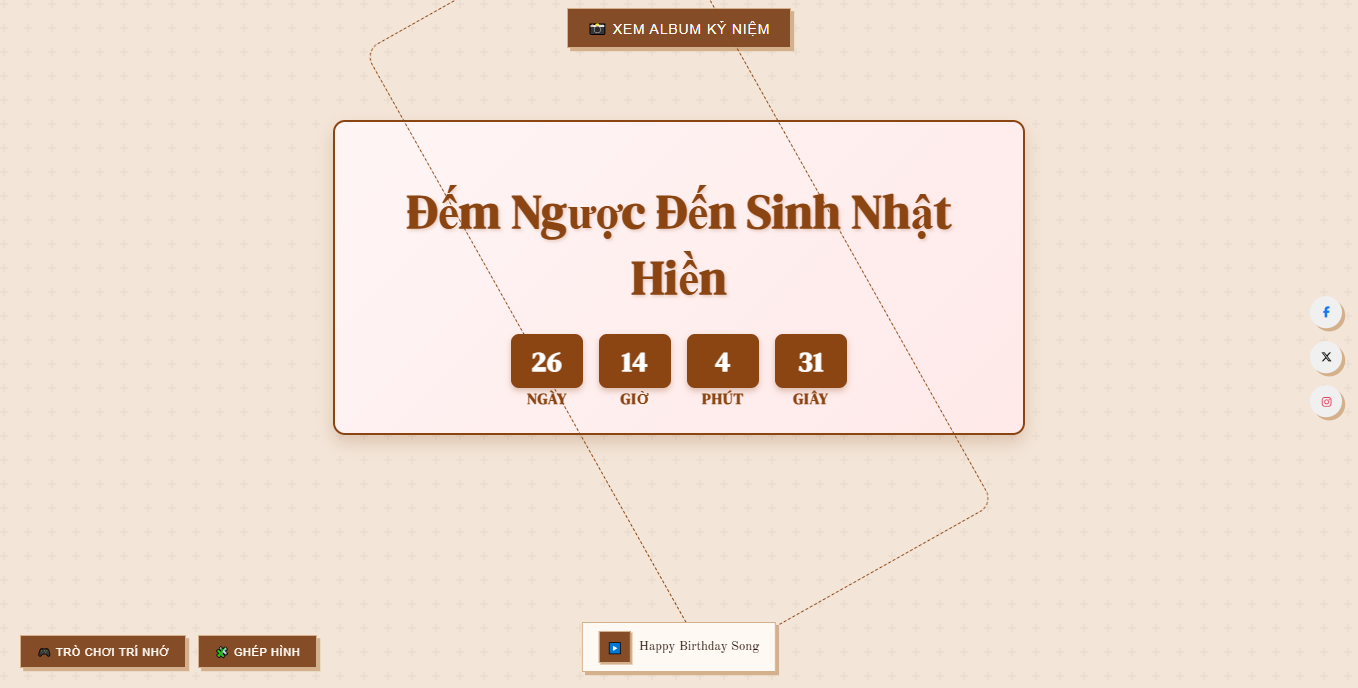 XEM ALBUM KỶ NIỆM
Đếm Ngược Đến Sinh Nhật
Hiền
26 14 4 31
NGÀY GIỜ PHÚT GIÂY
TRÒ CHƠI TRÍ NHỚ GHÉP HÌNH
Happy Birthday Song